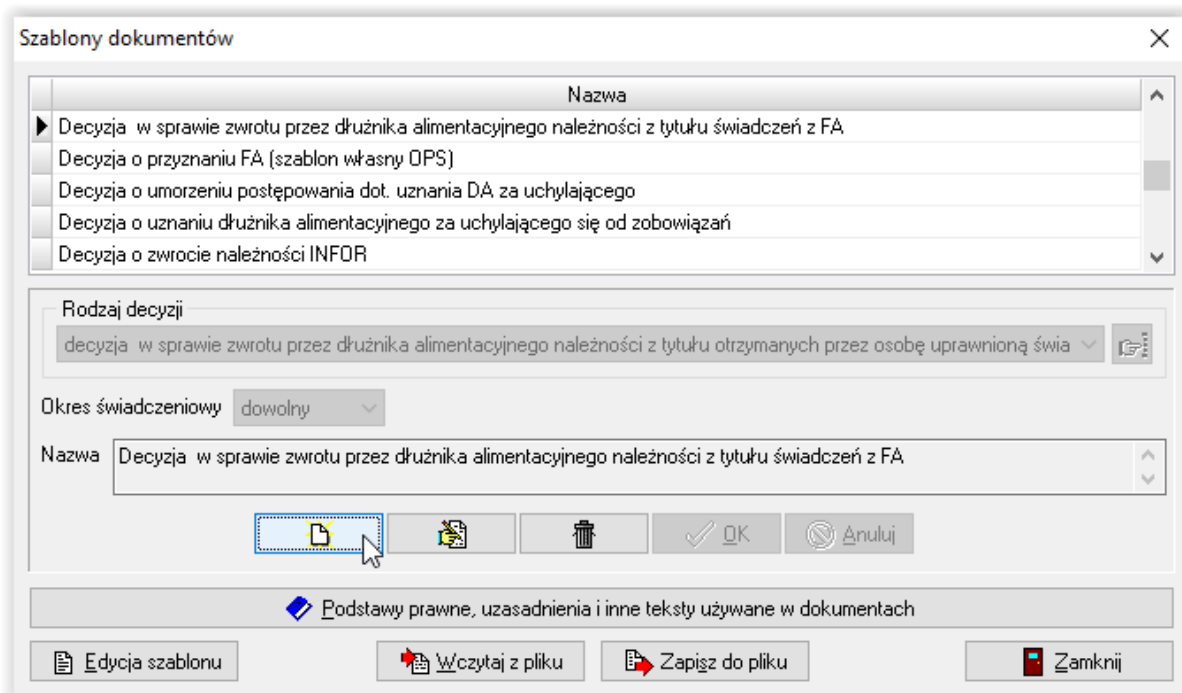 Szablony dokumentów
Nazwa
Decyzja  w sprawie zwrotu przez dłużnika alimentacyjnego należności z tytułu świadczeń z FA
Decyzja o przyznaniu FA (szablon własny OPS)
Decyzja o umorzeniu postępowania dot. uznania DA za uchylającego
Decyzja o uznaniu dłużnika alimentacyjnego za uchylającego się od zobowiązań
Decyzja o zwrocie należności INFOR
Rodzaj decyzji
decyzja  w sprawie zwrotu przez dłużnika alimentacyjnego należności z tytułu otrzymanych przez osobę uprawnioną świa
Okres świadczeniowy dowolny
Nazwa Decyzja  w sprawie zwrotu przez dłużnika alimentacyjnego należności z tytułu świadczeń z FA
OK Anuluj
Podstawy prawne, uzasadnienia i inne teksty używane w dokumentach
Edycja szablonu Wczytaj z pliku Zapisz do pliku Zamknij